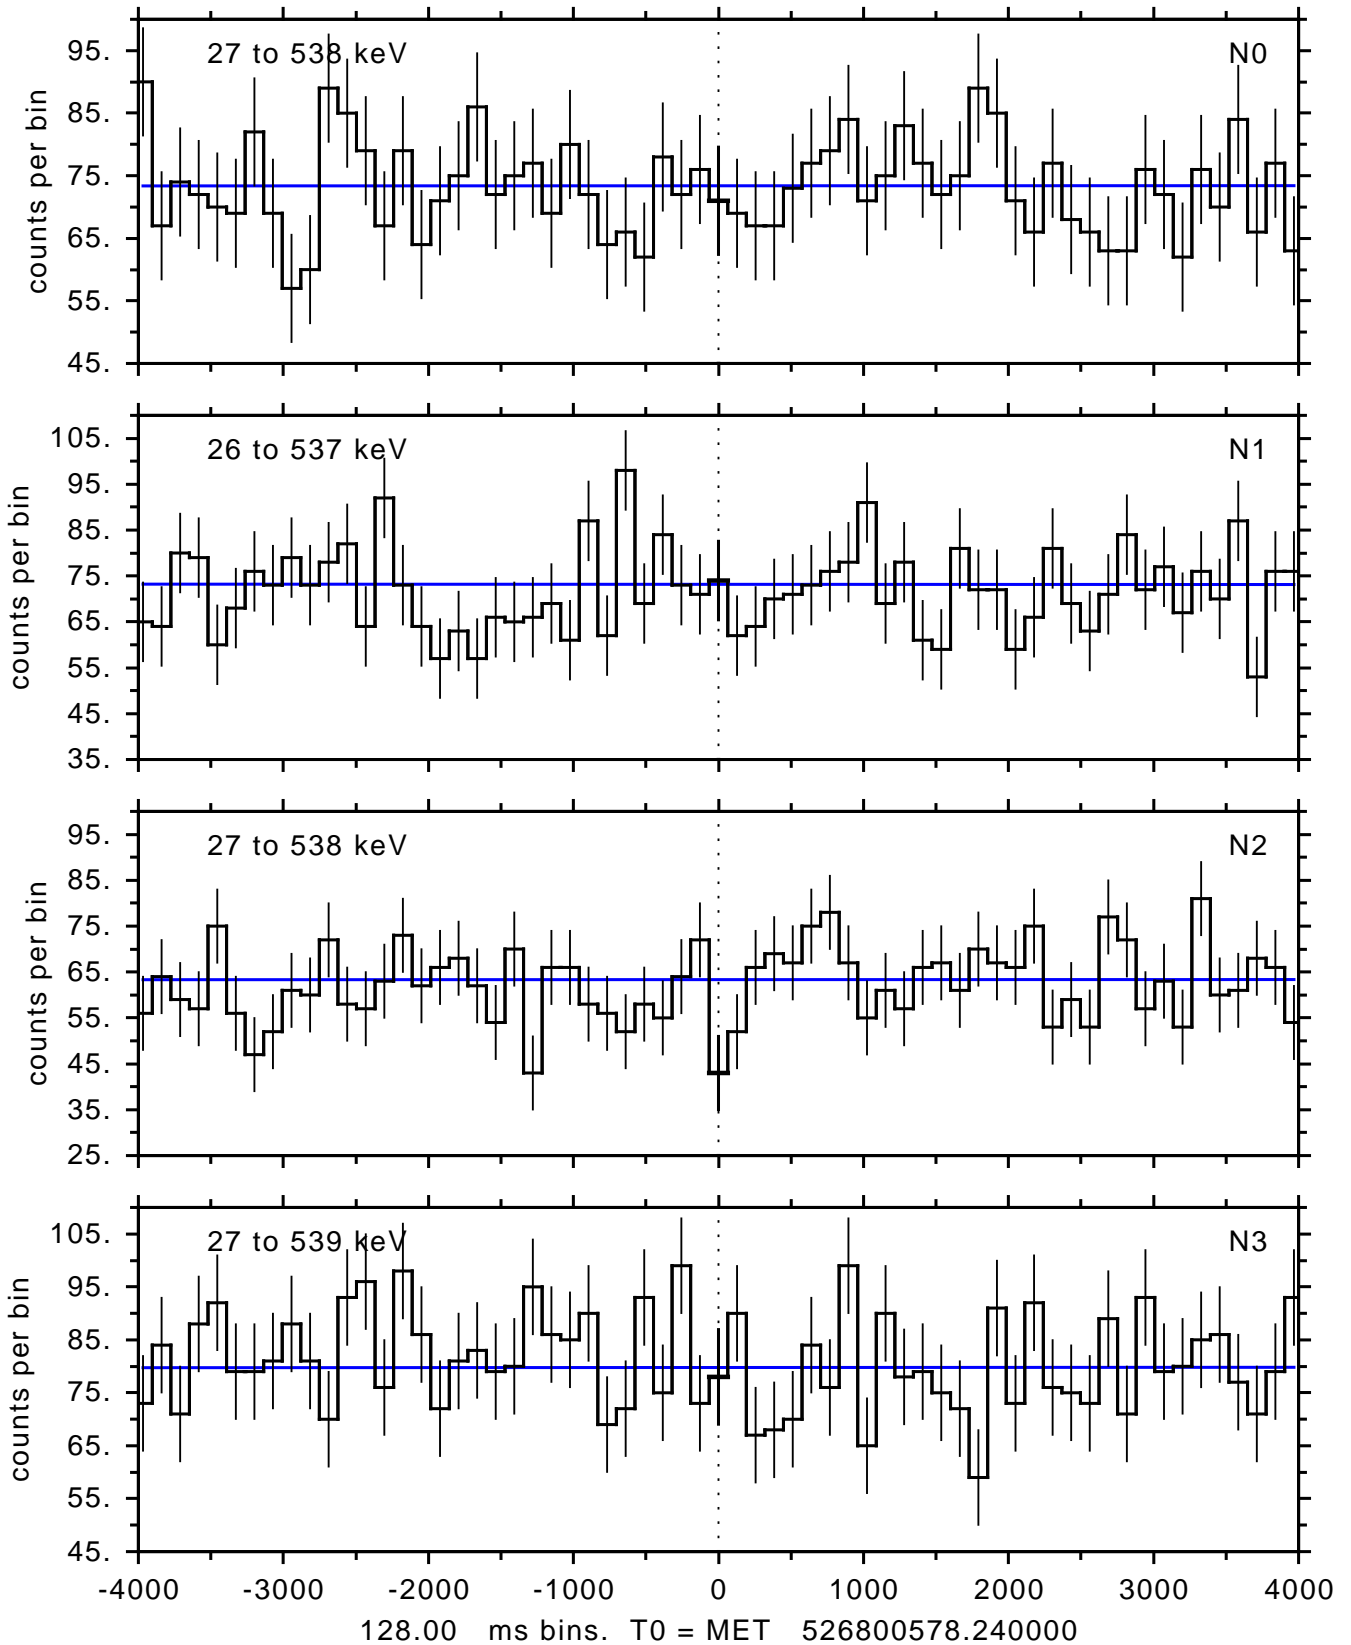 27 to 538 keV N0
95.
85.
75.
65.
55.
45.
counts per bin
26 to 537 keV N1
105.
95.
85.
75.
65.
55.
45.
35.
counts per bin
27 to 538 keV N2
95.
85.
75.
65.
55.
45.
35.
25.
counts per bin
27 to 539 keV N3
105.
95.
85.
75.
65.
55.
45.
counts per bin
-4000 -3000 -2000 -1000 0 1000 2000 3000 4000
128.00 ms bins. T0 = MET 526800578.240000